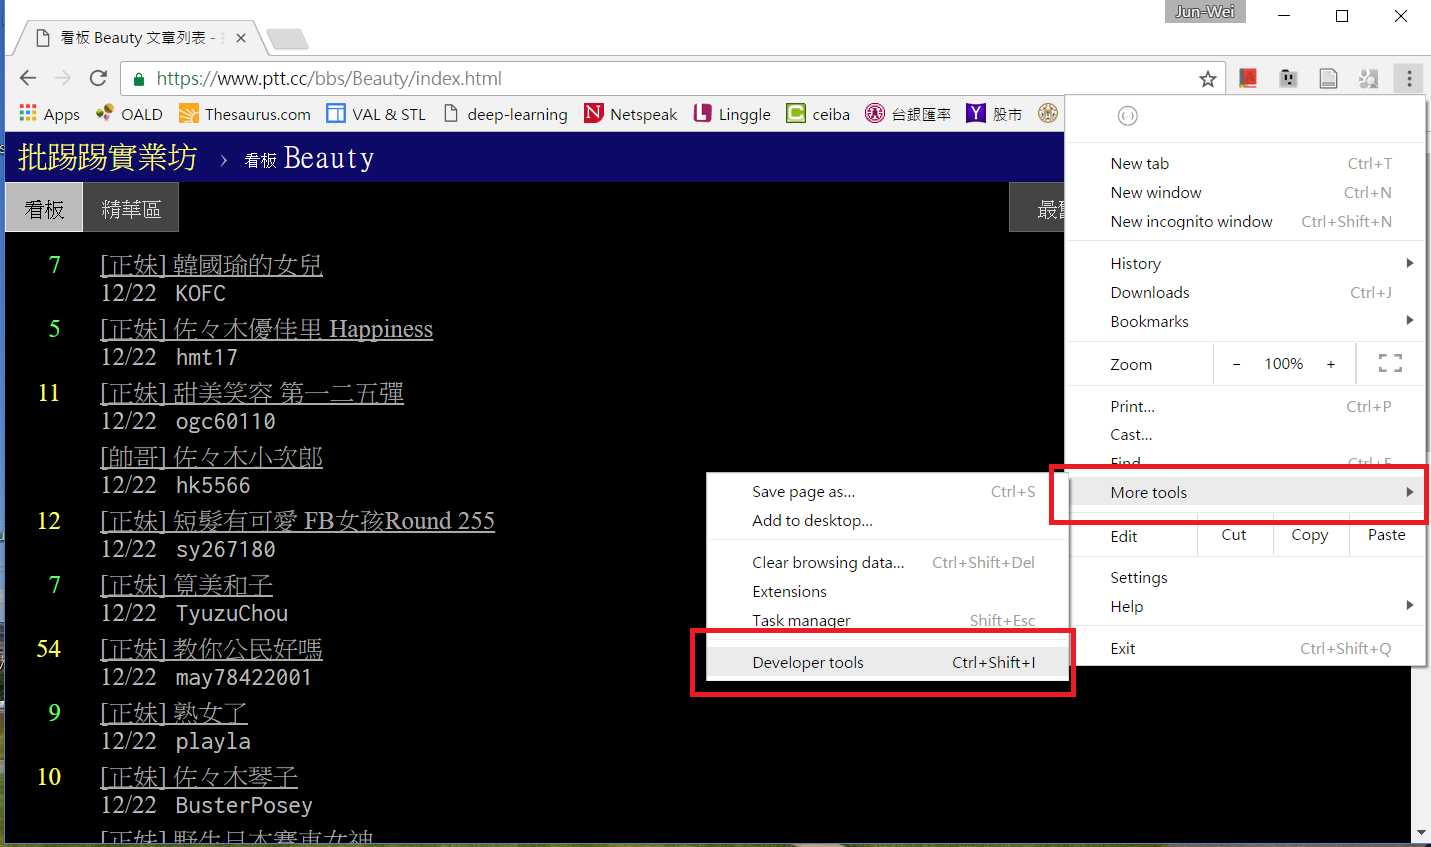 Jun-Wei
看板 Beauty 文章列表 -
https://www.ptt.cc/bbs/Beauty/index.html
Apps OALD Thesaurus.com VAL & STL deep-learning Netspeak Linggle ceiba 台銀匯率 股市
批踢踢實業坊 › 看板 Beauty
看板 精華區 最舊
7 [正妹] 韓國瑜的女兒
12/22 KOFC
5 [正妹] 佐々木優佳里 Happiness
12/22 hmt17
11 [正妹] 甜美笑容 第一二五彈
12/22 ogc60110
[帥哥] 佐々木小次郎
12/22 hk5566
12 [正妹] 短髮有可愛 FB女孩Round 255
12/22 sy267180
7 [正妹] 筧美和子
12/22 TyuzuChou
54 [正妹] 教你公民好嗎
12/22 may78422001
9 [正妹] 熟女了
12/22 playla
10 [正妹] 佐々木琴子
12/22 BusterPosey
[正妹] 野生日本賽車女神
New tab Ctrl+T
New window Ctrl+N
New incognito window Ctrl+Shift+N
History
Downloads Ctrl+J
Bookmarks
Zoom - 100% +
Print... Ctrl+P
Cast...
Find... Ctrl+F
More tools
Edit Cut Copy Paste
Settings
Help
Exit Ctrl+Shift+Q
Save page as... Ctrl+S
Add to desktop...
Clear browsing data... Ctrl+Shift+Del
Extensions
Task manager Shift+Esc
Developer tools Ctrl+Shift+I